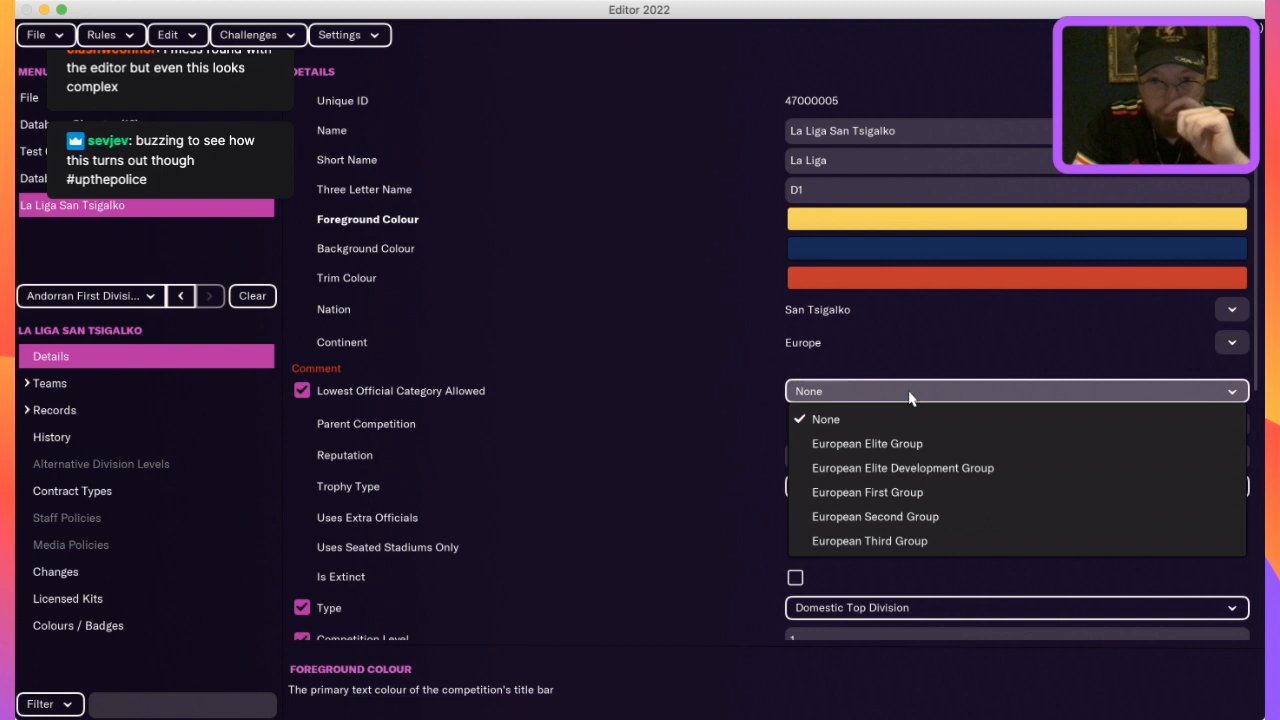 Editor 2022
File
Rules
Edit
Challenges
Settings
the editor but even this looks
complex
sevjev: buzzing to see how
this turns out though
#upthepolice
MENU
File
Test
La Liga San Tsigalko
Andorran First Divisi...
Clear
LA LIGA SAN TSIGALKO
Details
Teams
Records
History
Alternative Division Levels
Contract Types
Staff Policies
Media Policies
Changes
Licensed Kits
Colours / Badges
Filter
DETAILS
Unique ID
47000005
Name
La Liga San Tsigalko
Short Name
La Liga
Three Letter Name
D1
Foreground Colour
Background Colour
Trim Colour
Nation
San Tsigalko
Continent
Europe
Comment
Lowest Official Category Allowed
None
None
European Elite Group
European Elite Development Group
European First Group
European Second Group
European Third Group
Parent Competition
Reputation
Trophy Type
Uses Extra Officials
Uses Seated Stadiums Only
Is Extinct
Type
Domestic Top Division
Competition Level
1
FOREGROUND COLOUR
The primary text colour of the competition's title bar